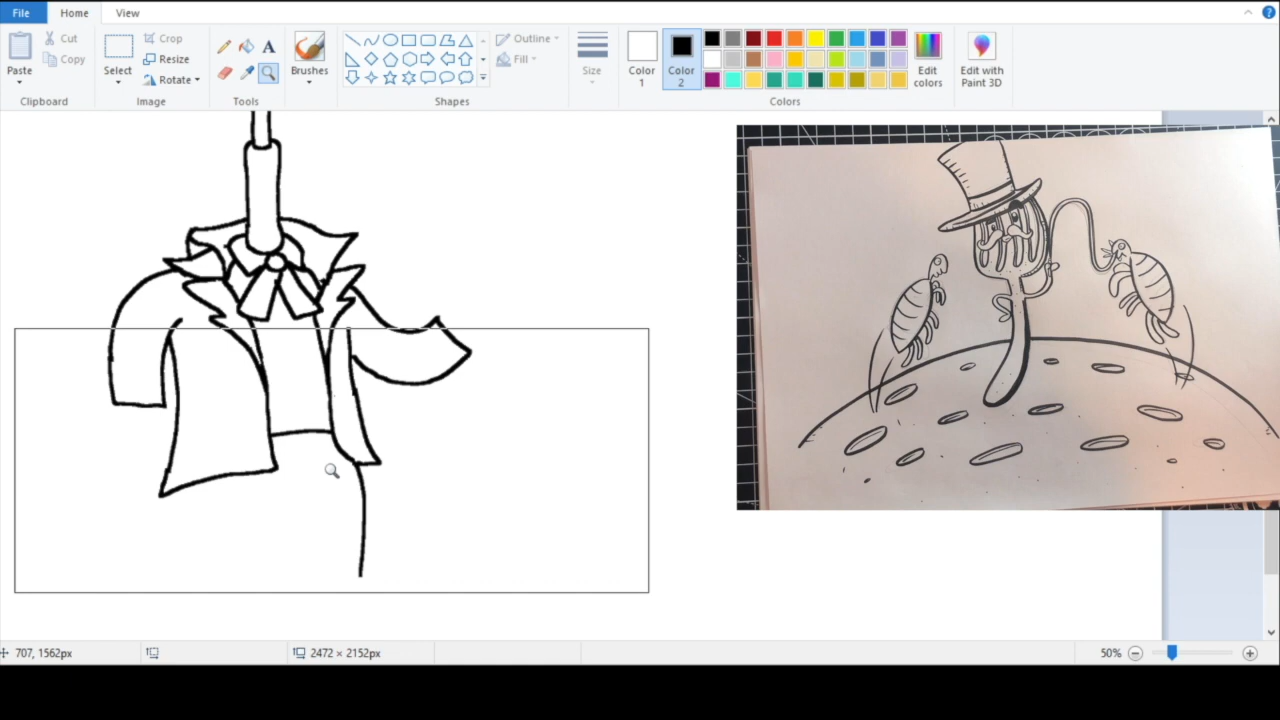 File Home View
Paste
Cut
Copy
Clipboard
Select
Crop
Resize
Rotate
Image
A
Tools
Brushes
Shapes
Outline
Fill
Size
Color
1
Color
2
Edit
colors
Colors
Edit with
Paint 3D
707, 1562px
2472 × 2152px
50%